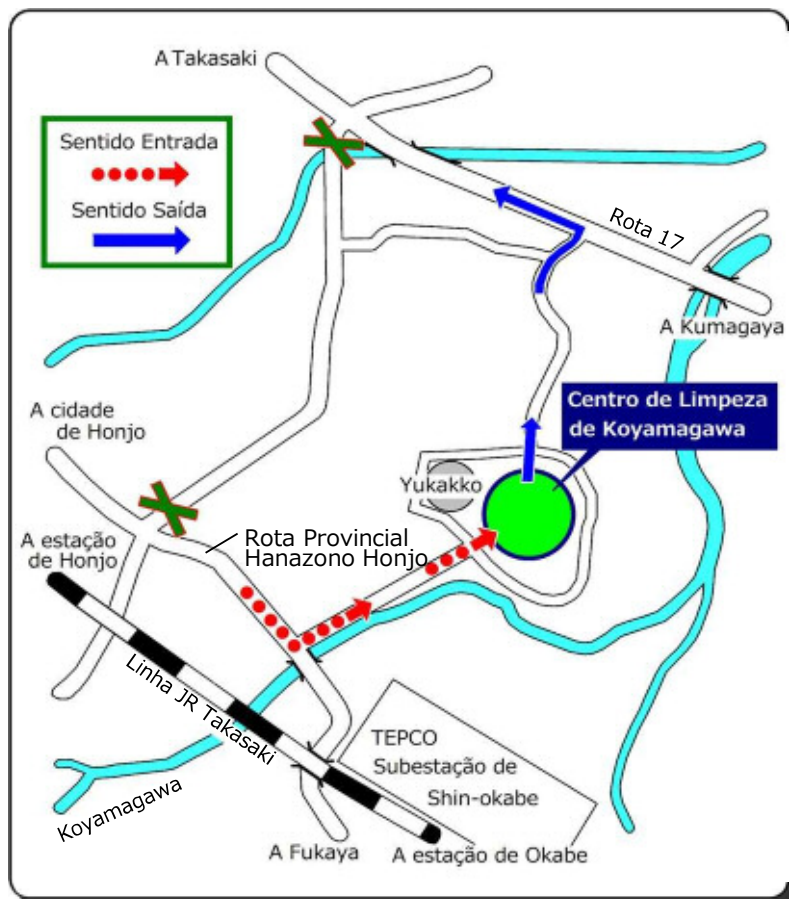 A Takasaki
Sentido Entrada
Sentido Saída
Rota 17
A Kumagaya
Centro de Limpeza
de Koyamagawa
A cidade
de Honjo
Yukakko
A estação
de Honjo
Rota Provincial
Hanazono Honjo
Linha JR Takasaki
TEPCO
Subestação de
Shin-okabe
Koyamagawa
A Fukaya
A estação de Okabe